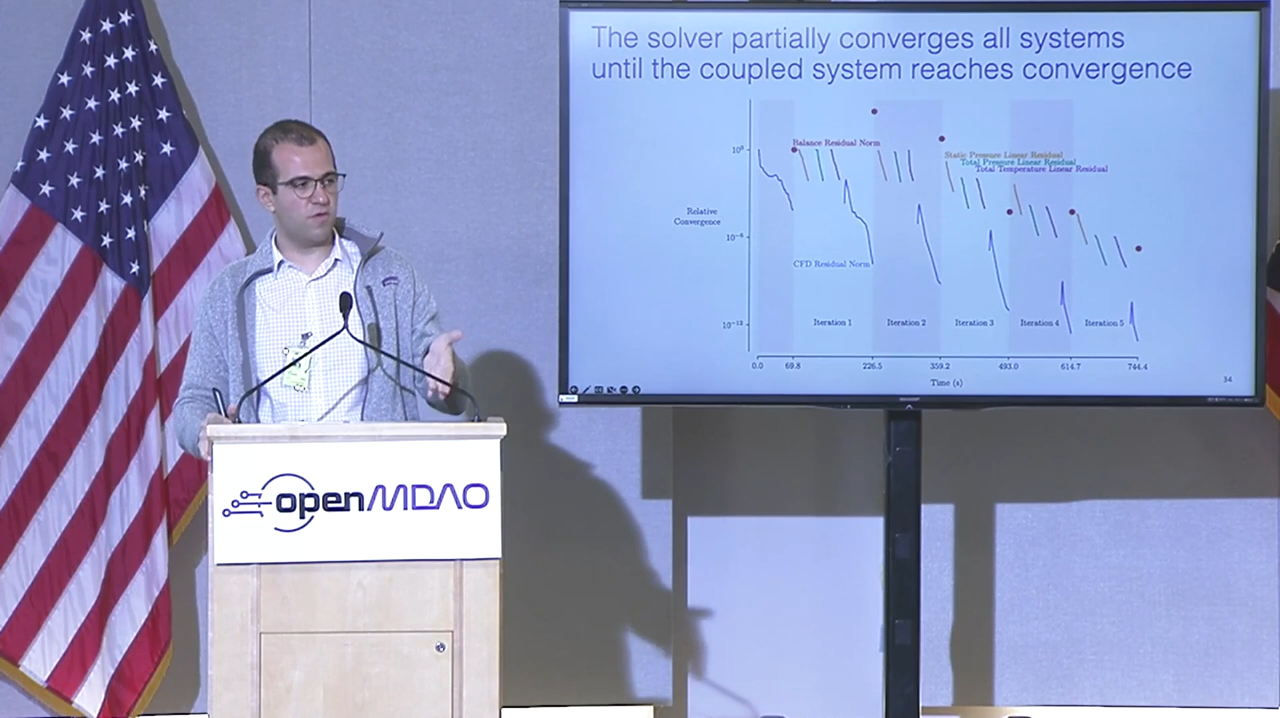 The solver partially converges all systems
until the coupled system reaches convergence
10⁰
Balance Residual Norm
Static Pressure Linear Residual
Total Pressure Linear Residual
Total Temperature Linear Residual
Relative
Convergence
CFD Residual Norm
Iteration 1
Iteration 2
Iteration 3
Iteration 4
Iteration 5
0.0
69.8
226.5
359.2
493.0
614.7
744.4
Time (s)
34
openMDAO